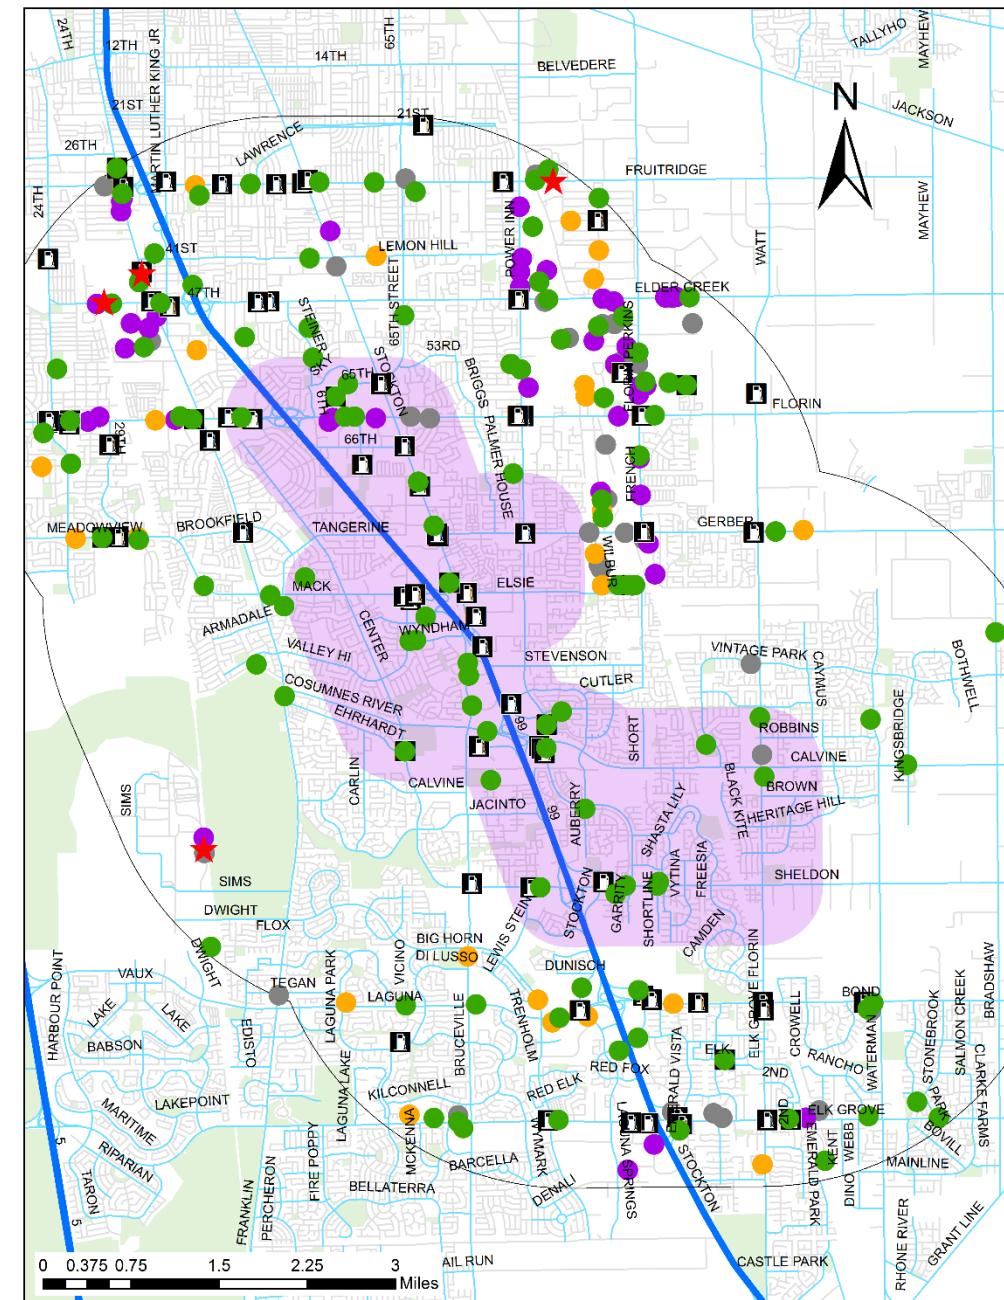 24TH
12TH
MARTIN LUTHER KING JR
65TH
14TH
BELVEDERE
TALLYHO
MAYHEW
JACKSON
N
21ST
21ST
26TH
LAWRENCE
FRUITRIDGE
24TH
MAYHEW
WATT
POWER INN
41ST
LEMON HILL
65TH STREET
47TH
ELDER CREEK
STEINER
STOCKTON
53RD
FLORIN PERKINS
65TH
BRIGGS
PALMER HOUSE
FLORIN
29TH
66TH
FRENCH
MEADOWVIEW
BROOKFIELD
TANGERINE
GERBER
WILBUR
MACK
ELSIE
ARMADALE
CENTER
WYNDHAM
VALLEY HI
STEVENSON
VINTAGE PARK
CAYMUS
BOTHWELL
CUTLER
COSUMNES RIVER
EHRHARDT
99
SHORT
ROBBINS
KINGSBRIDGE
CALVINE
CARLIN
CALVINE
BLACK KITE
BROWN
SIMS
JACINTO
99
AUBERRY
SHASTA LILY
HERITAGE HILL
VYTINA
FREESIA
SHELDON
SIMS
STOCKTON
GARRITY
SHORTLINE
DWIGHT
FLOX
LEWIS STEIN
CAMDEN
BIG HORN
DI LUSSO
DWIGHT
HARBOUR POINT
VAUX
TEGAN
LAGUNA PARK
VICINO
LAGUNA
BRUCEVILLE
DUNISCH
TRENHOLM
ELK GROVE FLORIN
BOND
BRADSHAW
LAKE
LAKE
EDISTO
CROWELL
WATERMAN
STONEBROOK
SALMON CREEK
BABSON
RED FOX
EMERALD VISTA
ELK
RANCHO
2ND
CLARKE FARMS
LAKEPOINT
LAGUNA LAKE
KILCONNELL
RED ELK
MARITIME
MCKENNA
2ND
ELK GROVE
PARK
BOVILL
5
RIPARIAN
FIRE POPPY
BARCELLA
WYMARK
LAGUNA SPRINGS
STOCKTON
EMERALD PARK
KENT
WEBB
DINO
MAINLINE
TARON
FRANKLIN
PERCHERON
BELLATERRA
DENALI
RHONE RIVER
GRANT LINE
5
AIL RUN
CASTLE PARK
0 0.375 0.75 1.5 2.25 3
Miles